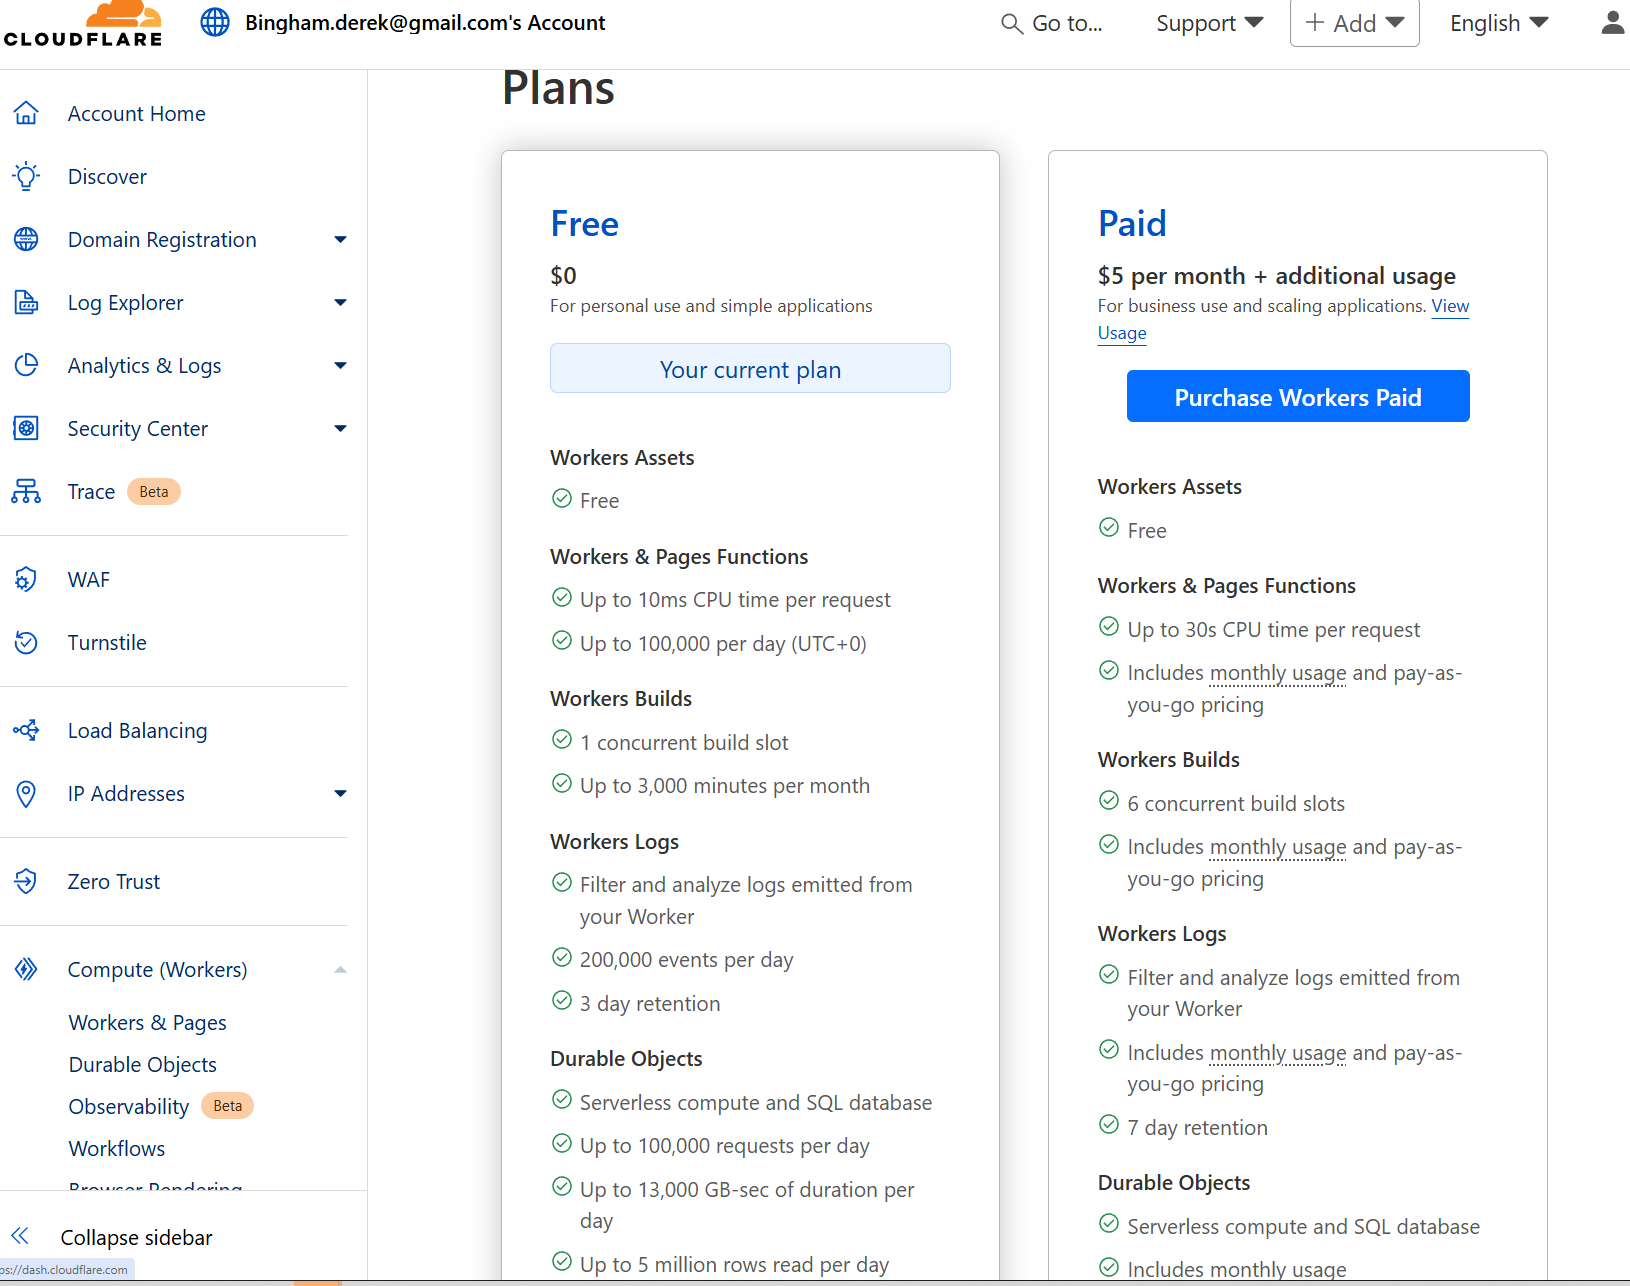 CLOUDFLARE
Bingham.derek@gmail.com's Account
Go to...
Support
+ Add
English
Account Home
Discover
Domain Registration
Log Explorer
Analytics & Logs
Security Center
Trace Beta
WAF
Turnstile
Load Balancing
IP Addresses
Zero Trust
Compute (Workers)
Workers & Pages
Durable Objects
Observability Beta
Workflows
Browser Rendering
Collapse sidebar
ps://dash.cloudflare.com
Plans
Free
$0
For personal use and simple applications
Your current plan
Workers Assets
Free
Workers & Pages Functions
Up to 10ms CPU time per request
Up to 100,000 per day (UTC+0)
Workers Builds
1 concurrent build slot
Up to 3,000 minutes per month
Workers Logs
Filter and analyze logs emitted from
your Worker
200,000 events per day
3 day retention
Durable Objects
Serverless compute and SQL database
Up to 100,000 requests per day
Up to 13,000 GB-sec of duration per
day
Up to 5 million rows read per day
Paid
$5 per month + additional usage
For business use and scaling applications. View
Usage
Purchase Workers Paid
Workers Assets
Free
Workers & Pages Functions
Up to 30s CPU time per request
Includes monthly usage and pay-as-
you-go pricing
Workers Builds
6 concurrent build slots
Includes monthly usage and pay-as-
you-go pricing
Workers Logs
Filter and analyze logs emitted from
your Worker
Includes monthly usage and pay-as-
you-go pricing
7 day retention
Durable Objects
Serverless compute and SQL database
Includes monthly usage